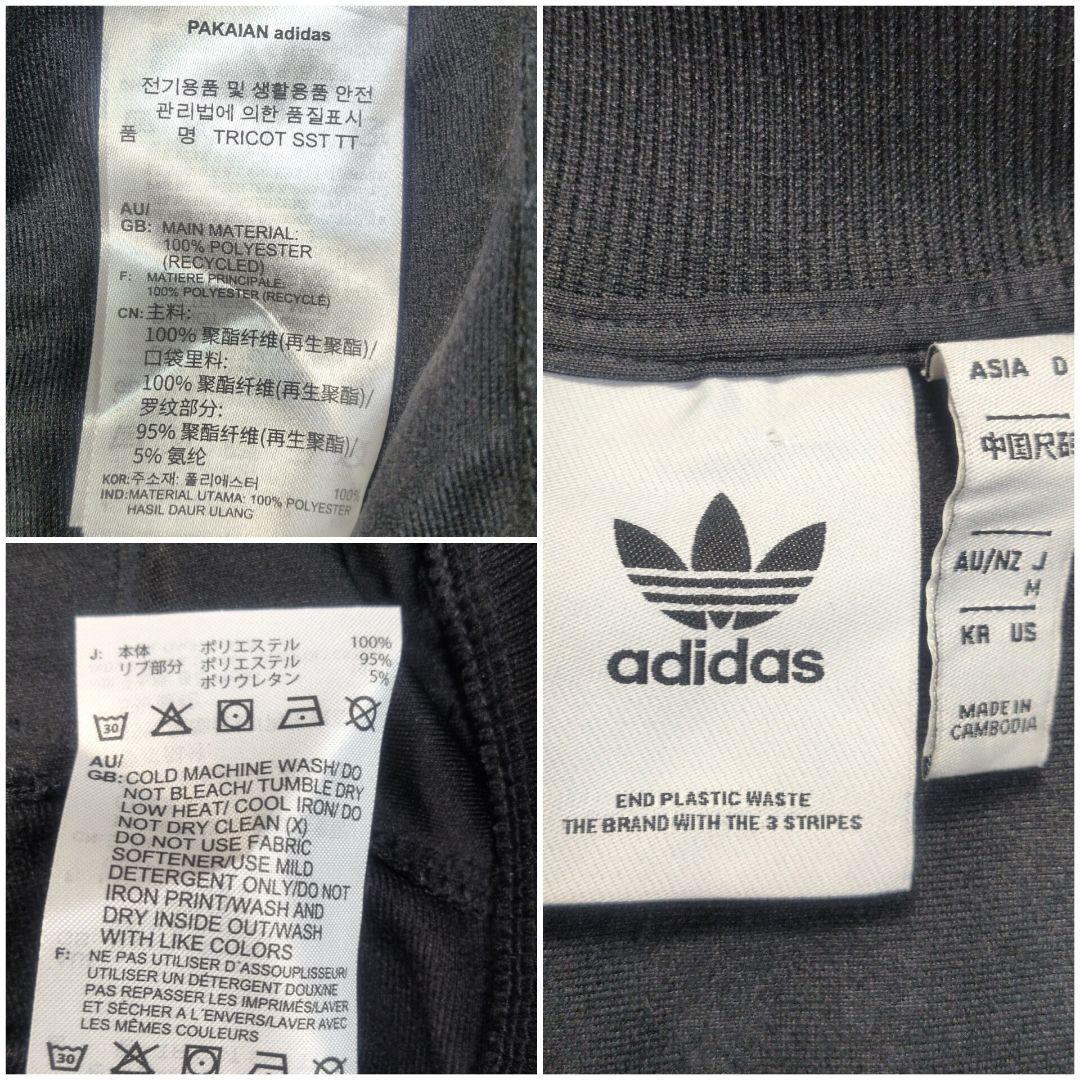 PAKAIAN adidas
전기용품 및 생활용품 안전
관리법에 의한 품질표시
품 명 TRICOT SST TT
AU/
GB: MAIN MATERIAL:
100% POLYESTER
(RECYCLED)
F: MATIERE PRINCIPALE:
100% POLYESTER (RECYCLÉ)
CN: 主料:
100% 聚酯纤维(再生聚酯)/
口袋里料:
100% 聚酯纤维(再生聚酯)/
罗纹部分:
95% 聚酯纤维(再生聚酯)/
5% 氨纶
KOR: 주소재: 폴리에스터 100%
IND: MATERIAL UTAMA: 100% POLYESTER
HASIL DAUR ULANG
J: 本体 ポリエステル 100%
リブ部分 ポリエステル 95%
ポリウレタン 5%
30
AU/
GB: COLD MACHINE WASH/ DO
NOT BLEACH/ TUMBLE DRY
LOW HEAT/ COOL IRON/ DO
NOT DRY CLEAN (X)
DO NOT USE FABRIC
SOFTENER/USE MILD
DETERGENT ONLY/DO NOT
IRON PRINT/WASH AND
DRY INSIDE OUT/WASH
WITH LIKE COLORS
F: NE PAS UTILISER D'ASSOUPLISSEUR/
UTILISER UN DÉTERGENT DOUX/NE
PAS REPASSER LES IMPRIMÉS/LAVER
ET SÉCHER A L'ENVERS/LAVER AVEC
LES MÊMES COULEURS
30
adidas
END PLASTIC WASTE
THE BRAND WITH THE 3 STRIPES
ASIA D
中国尺码
AU/NZ J
M
KR US
MADE IN
CAMBODIA